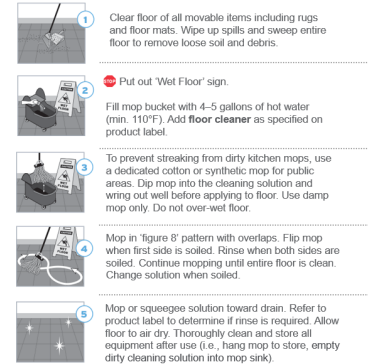 1
Clear floor of all movable items including rugs
and floor mats. Wipe up spills and sweep entire
floor to remove loose soil and debris.
2
STOP Put out 'Wet Floor' sign.
Fill mop bucket with 4–5 gallons of hot water
(min. 110°F). Add floor cleaner as specified on
product label.
3
To prevent streaking from dirty kitchen mops, use
a dedicated cotton or synthetic mop for public
areas. Dip mop into the cleaning solution and
wring out well before applying to floor. Use damp
mop only. Do not over-wet floor.
4
Mop in 'figure 8' pattern with overlaps. Flip mop
when first side is soiled. Rinse when both sides are
soiled. Continue mopping until entire floor is clean.
Change solution when soiled.
5
Mop or squeegee solution toward drain. Refer to
product label to determine if rinse is required. Allow
floor to air dry. Thoroughly clean and store all
equipment after use (i.e., hang mop to store, empty
dirty cleaning solution into mop sink).